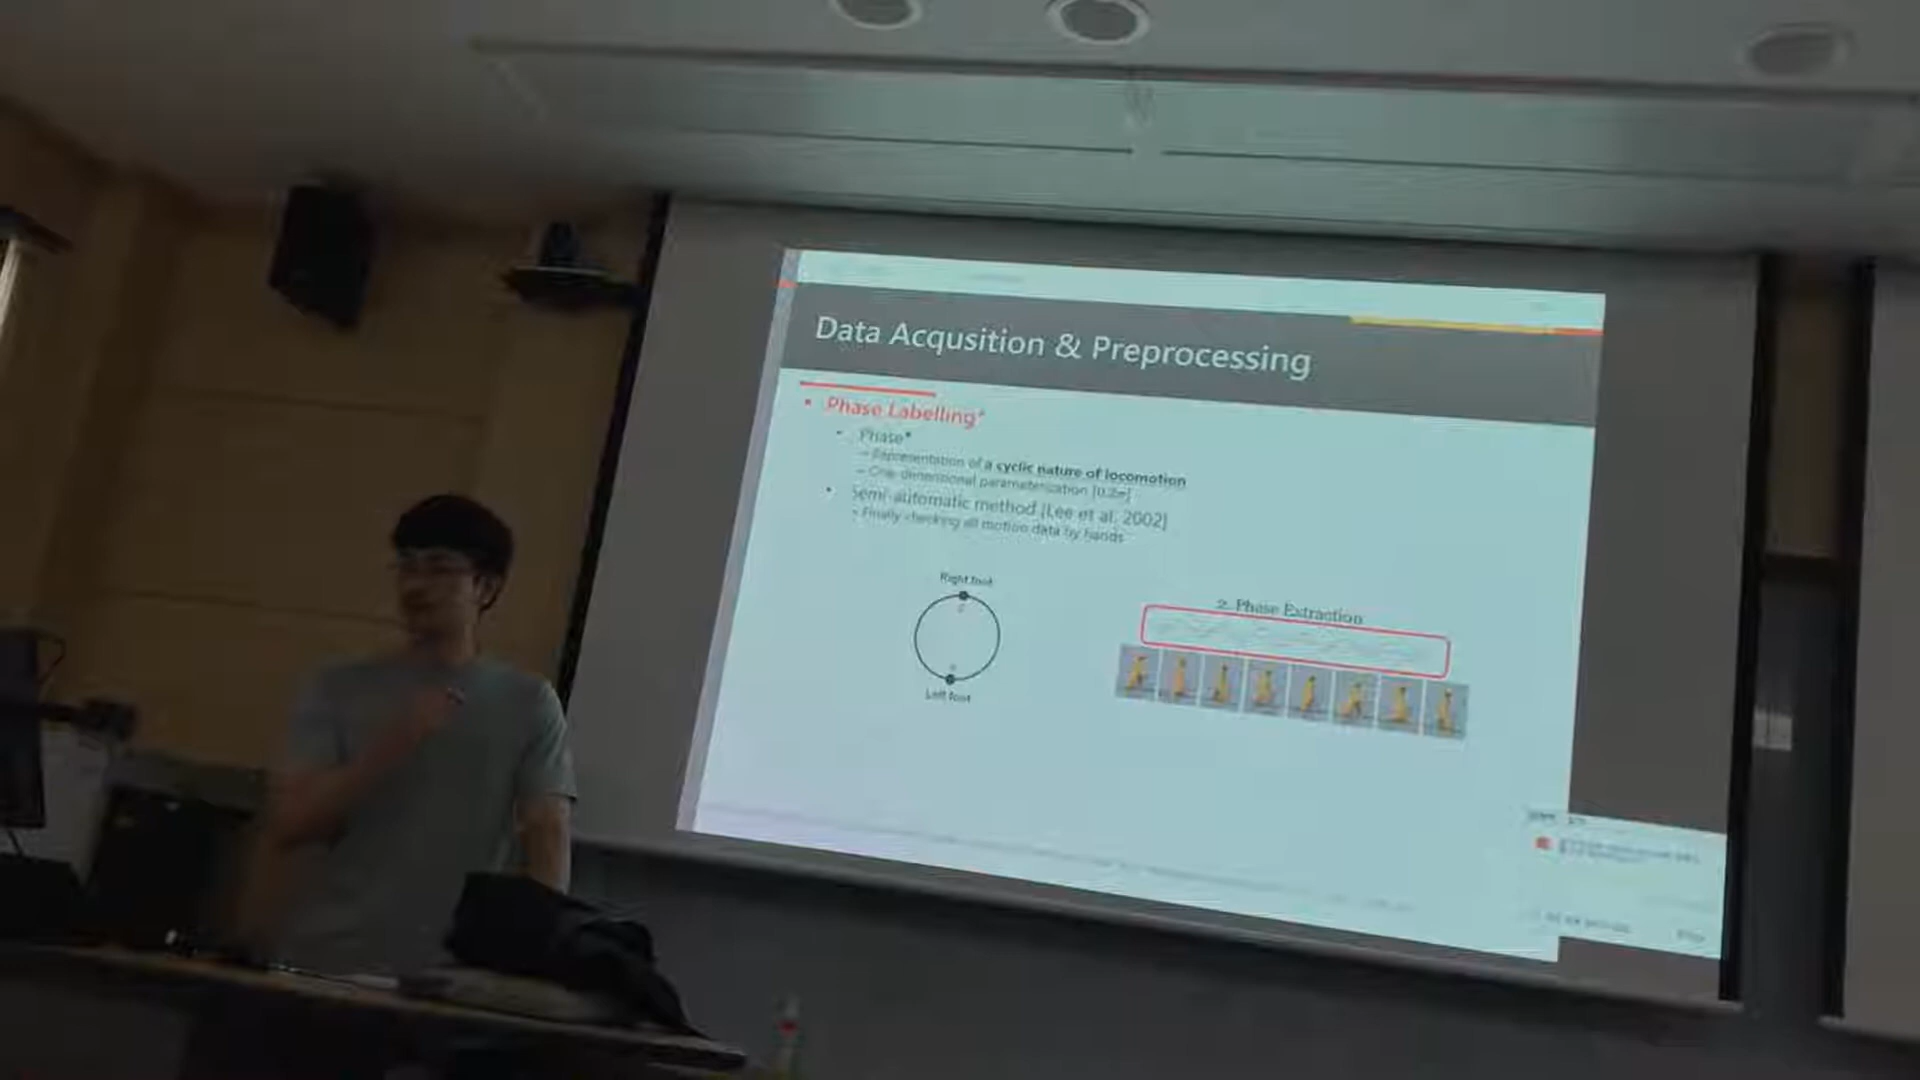 Data Acqusition & Preprocessing
• Phase Labelling*
• Phase*
– Representation of a cyclic nature of locomotion
– One-dimensional parameterization [0,2π]
• Semi-automatic method [Lee et al. 2002]
• Finally checking all motion data by hands
Right foot
Left foot
2. Phase Extraction